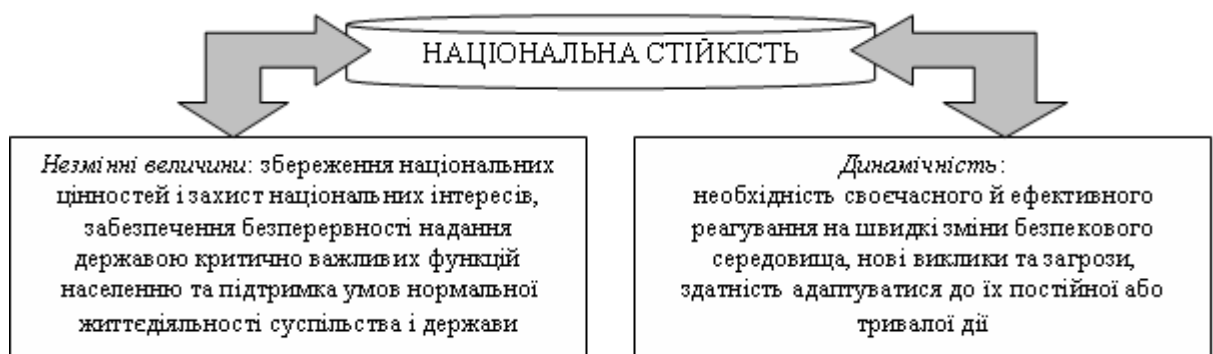 НАЦІОНАЛЬНА СТІЙКІСТЬ
Незмінні величини: збереження національних
цінностей і захист національних інтересів,
забезпечення безперервності надання
державою критично важливих функцій
населенню та підтримка умов нормальної
життєдіяльності суспільства і держави
Динамічність:
необхідність своєчасного й ефективного
реагування на швидкі зміни безпекового
середовища, нові виклики та загрози,
здатність адаптуватися до їх постійної або
тривалої дії